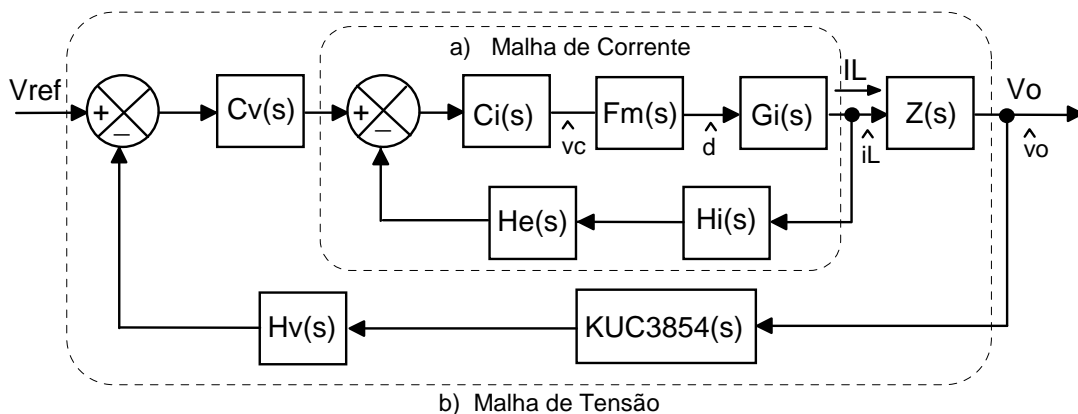 a) Malha de Corrente
Vref
+
−
Cv(s)
+
−
Ci(s)
^
vc
Fm(s)
^
d
Gi(s)
IL
^
iL
Z(s)
Vo
^
vo
He(s)
Hi(s)
Hv(s)
KUC3854(s)
b) Malha de Tensão